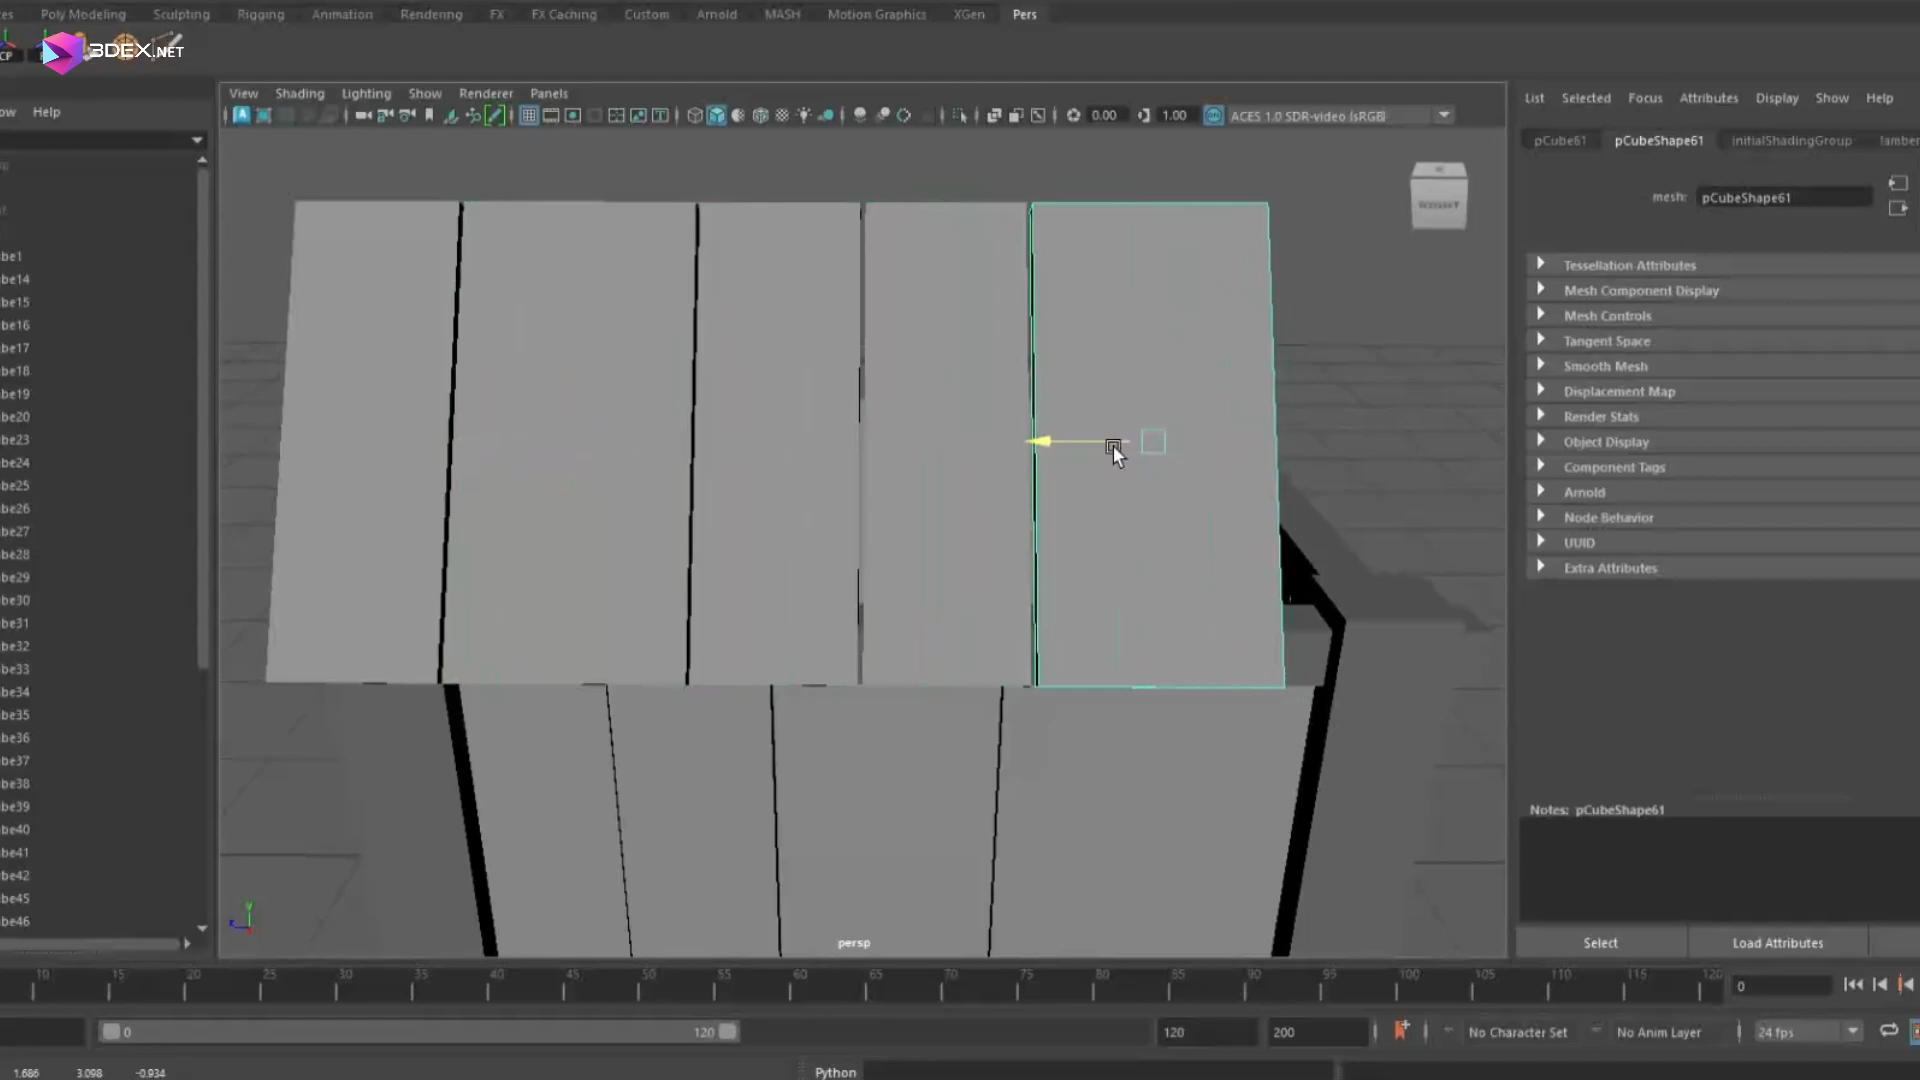 Poly Modeling Sculpting Rigging Animation Rendering FX FX Caching Custom Arnold MASH Motion Graphics XGen Pers
CP
3DEX.NET
View Shading Lighting Show Renderer Panels
Help
0.00 1.00 ACES 1.0 SDR-video (sRGB)
List Selected Focus Attributes Display Show Help
pCube61 pCubeShape61 initialShadingGroup lamber
mesh: pCubeShape61
Tessellation Attributes
Mesh Component Display
Mesh Controls
Tangent Space
Smooth Mesh
Displacement Map
Render Stats
Object Display
Component Tags
Arnold
Node Behavior
UUID
Extra Attributes
Notes: pCubeShape61
Select Load Attributes
be1
be14
be15
be16
be17
be18
be19
be20
be23
be24
be25
be26
be27
be28
be29
be30
be31
be32
be33
be34
be35
be36
be37
be38
be39
be40
be41
be42
be45
be46
persp
10 15 20 25 30 35 40 45 50 55 60 65 70 75 80 85 90 95 100 105 110 115 120
0
0 120 120 200 No Character Set No Anim Layer 24 fps
1.686 3.098 -0.934 Python